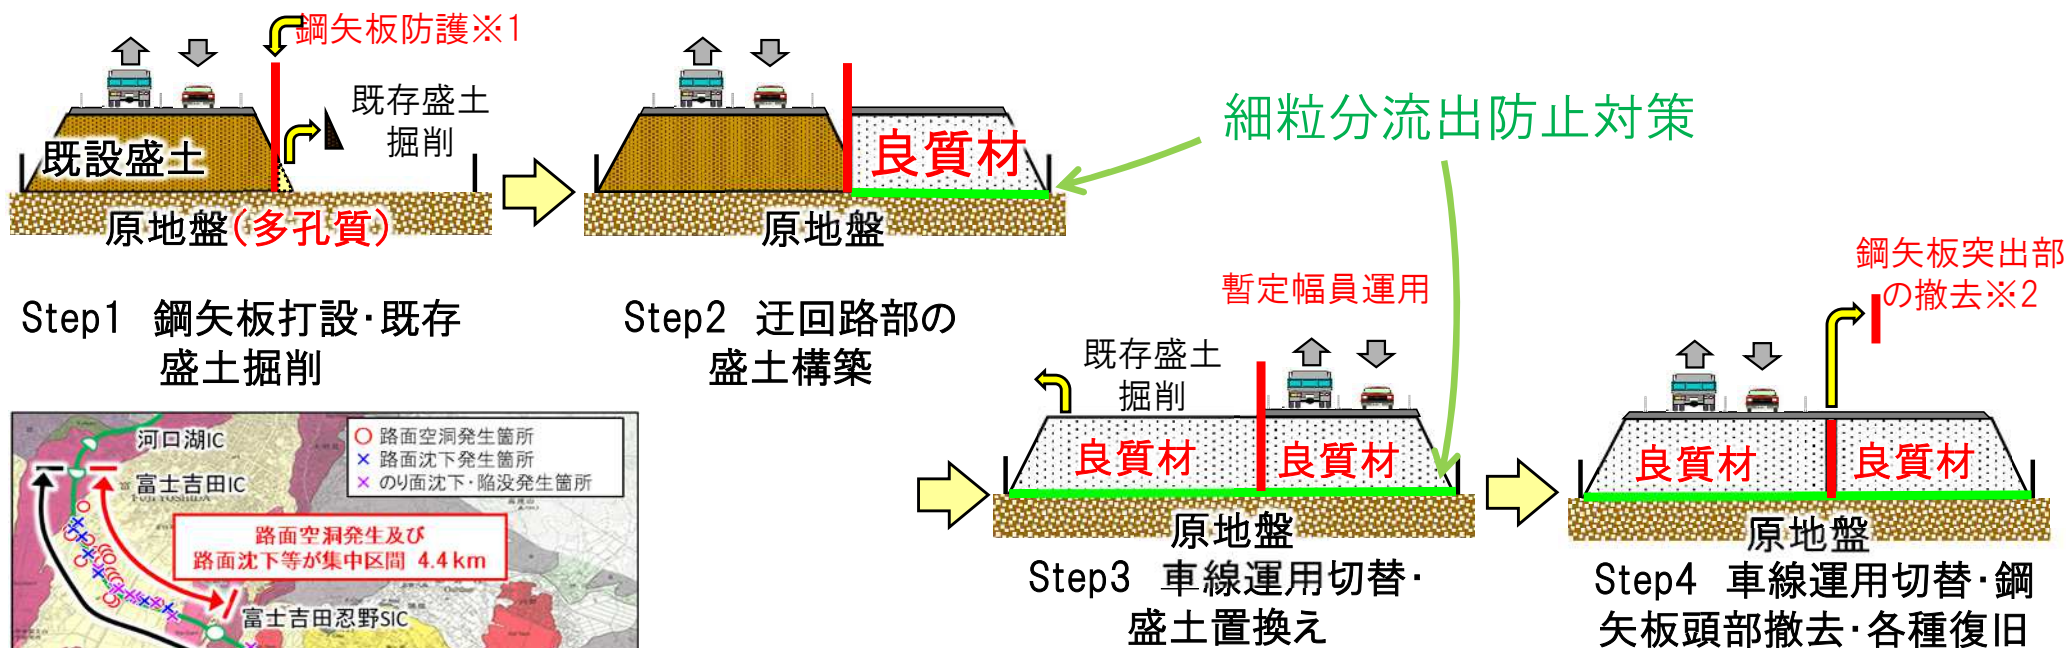 鋼矢板防護※1
既存盛土
掘削
既設盛土
原地盤(多孔質)
Step1 鋼矢板打設・既存
盛土掘削
良質材
原地盤
Step2 迂回路部の
盛土構築
細粒分流出防止対策
暫定幅員運用
既存盛土
掘削
良質材
良質材
原地盤
Step3 車線運用切替・
盛土置換え
鋼矢板突出部
の撤去※2
良質材
良質材
原地盤
Step4 車線運用切替・鋼
矢板頭部撤去・各種復旧
河口湖IC
富士吉田IC
○ 路面空洞発生箇所
× 路面沈下発生箇所
× のり面沈下・陥没発生箇所
路面空洞発生及び
路面沈下等が集中区間 4.4km
富士吉田忍野SIC